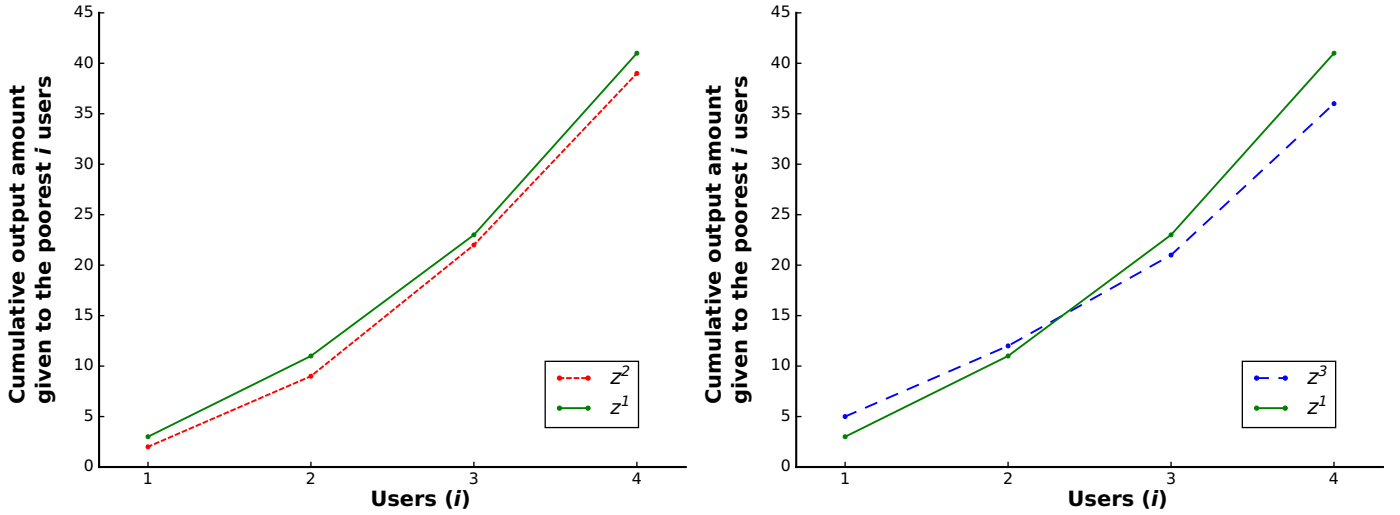 Cumulative output amount
given to the poorest i users
45
40
35
30
25
20
15
10
5
0
1 2 3 4
Users (i)
z²
z¹
Cumulative output amount
given to the poorest i users
45
40
35
30
25
20
15
10
5
0
1 2 3 4
Users (i)
z³
z¹